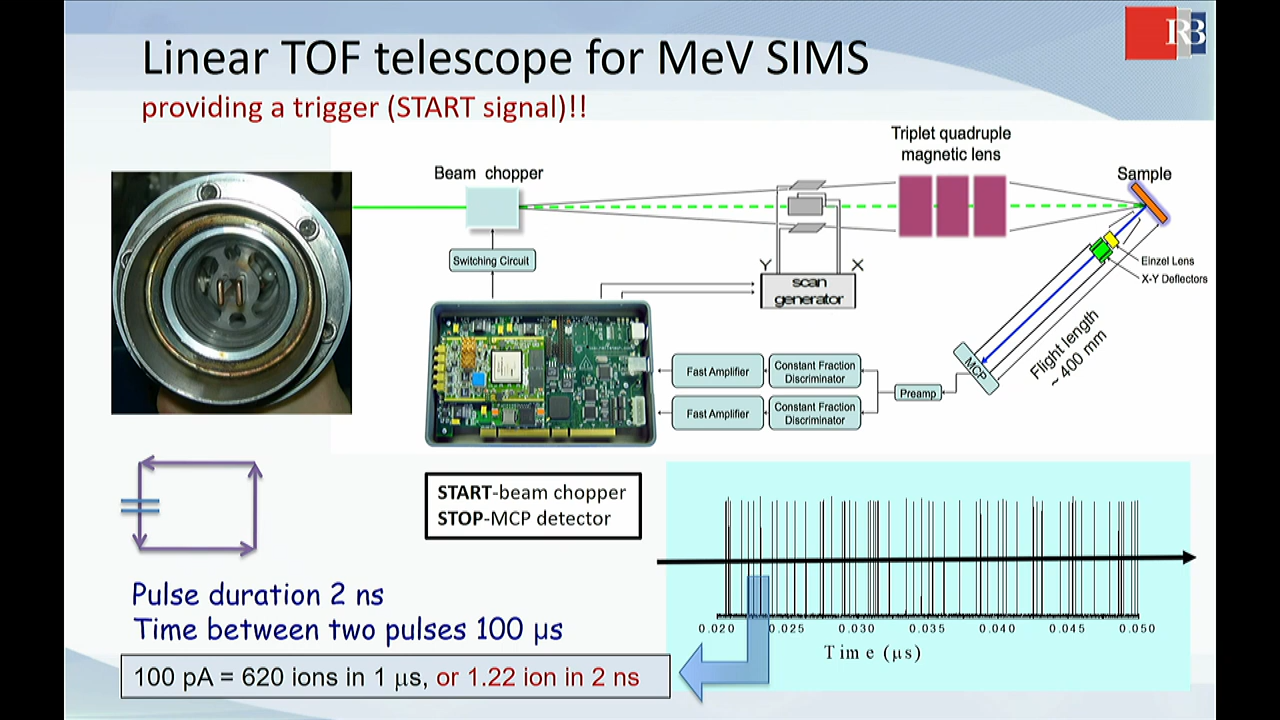 Linear TOF telescope for MeV SIMS
providing a trigger (START signal)!!
RB
Triplet quadruple
magnetic lens
Beam chopper
Sample
Switching Circuit
Einzel Lens
X-Y Deflectors
Y
X
scan
generator
Flight length
~ 400 mm
MCP
Fast Amplifier
Constant Fraction
Discriminator
Preamp
Fast Amplifier
Constant Fraction
Discriminator
START-beam chopper
STOP-MCP detector
Pulse duration 2 ns
Time between two pulses 100 µs
100 pA = 620 ions in 1 µs, or 1.22 ion in 2 ns
0.020 0.025 0.030 0.035 0.040 0.045 0.050
Time (µs)